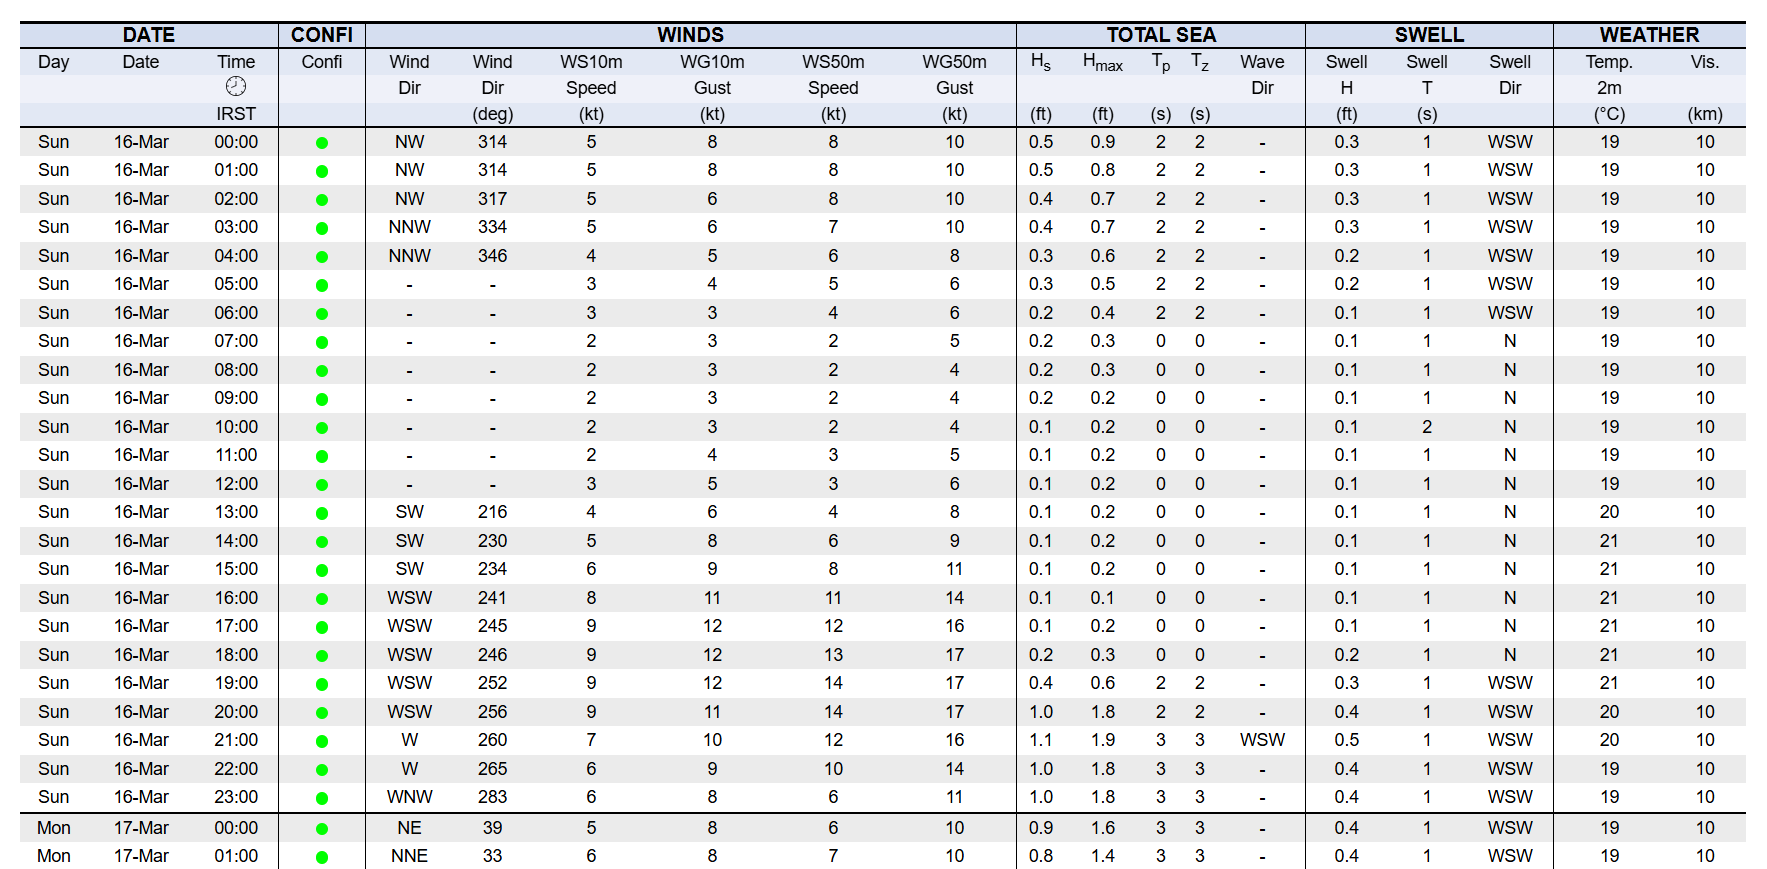 DATE CONFI WINDS TOTAL SEA SWELL WEATHER
Day Date Time Confi Wind Wind WS10m WG10m WS50m WG50m Hs Hmax Tp Tz Wave Swell Swell Swell Temp. Vis.
Dir Dir Speed Gust Speed Gust Dir H T Dir 2m
IRST (deg) (kt) (kt) (kt) (kt) (ft) (ft) (s) (s) (ft) (s) (°C) (km)
Sun 16-Mar 00:00 NW 314 5 8 8 10 0.5 0.9 2 2 - 0.3 1 WSW 19 10
Sun 16-Mar 01:00 NW 314 5 8 8 10 0.5 0.8 2 2 - 0.3 1 WSW 19 10
Sun 16-Mar 02:00 NW 317 5 6 8 10 0.4 0.7 2 2 - 0.3 1 WSW 19 10
Sun 16-Mar 03:00 NNW 334 5 6 7 10 0.4 0.7 2 2 - 0.3 1 WSW 19 10
Sun 16-Mar 04:00 NNW 346 4 5 6 8 0.3 0.6 2 2 - 0.2 1 WSW 19 10
Sun 16-Mar 05:00 - - 3 4 5 6 0.3 0.5 2 2 - 0.2 1 WSW 19 10
Sun 16-Mar 06:00 - - 3 3 4 6 0.2 0.4 2 2 - 0.1 1 WSW 19 10
Sun 16-Mar 07:00 - - 2 3 2 5 0.2 0.3 0 0 - 0.1 1 N 19 10
Sun 16-Mar 08:00 - - 2 3 2 4 0.2 0.3 0 0 - 0.1 1 N 19 10
Sun 16-Mar 09:00 - - 2 3 2 4 0.2 0.2 0 0 - 0.1 1 N 19 10
Sun 16-Mar 10:00 - - 2 3 2 4 0.1 0.2 0 0 - 0.1 2 N 19 10
Sun 16-Mar 11:00 - - 2 4 3 5 0.1 0.2 0 0 - 0.1 1 N 19 10
Sun 16-Mar 12:00 - - 3 5 3 6 0.1 0.2 0 0 - 0.1 1 N 19 10
Sun 16-Mar 13:00 SW 216 4 6 4 8 0.1 0.2 0 0 - 0.1 1 N 20 10
Sun 16-Mar 14:00 SW 230 5 8 6 9 0.1 0.2 0 0 - 0.1 1 N 21 10
Sun 16-Mar 15:00 SW 234 6 9 8 11 0.1 0.2 0 0 - 0.1 1 N 21 10
Sun 16-Mar 16:00 WSW 241 8 11 11 14 0.1 0.1 0 0 - 0.1 1 N 21 10
Sun 16-Mar 17:00 WSW 245 9 12 12 16 0.1 0.2 0 0 - 0.1 1 N 21 10
Sun 16-Mar 18:00 WSW 246 9 12 13 17 0.2 0.3 0 0 - 0.2 1 N 21 10
Sun 16-Mar 19:00 WSW 252 9 12 14 17 0.4 0.6 2 2 - 0.3 1 WSW 21 10
Sun 16-Mar 20:00 WSW 256 9 11 14 17 1.0 1.8 2 2 - 0.4 1 WSW 20 10
Sun 16-Mar 21:00 W 260 7 10 12 16 1.1 1.9 3 3 WSW 0.5 1 WSW 20 10
Sun 16-Mar 22:00 W 265 6 9 10 14 1.0 1.8 3 3 - 0.4 1 WSW 19 10
Sun 16-Mar 23:00 WNW 283 6 8 6 11 1.0 1.8 3 3 - 0.4 1 WSW 19 10
Mon 17-Mar 00:00 NE 39 5 8 6 10 0.9 1.6 3 3 - 0.4 1 WSW 19 10
Mon 17-Mar 01:00 NNE 33 6 8 7 10 0.8 1.4 3 3 - 0.4 1 WSW 19 10